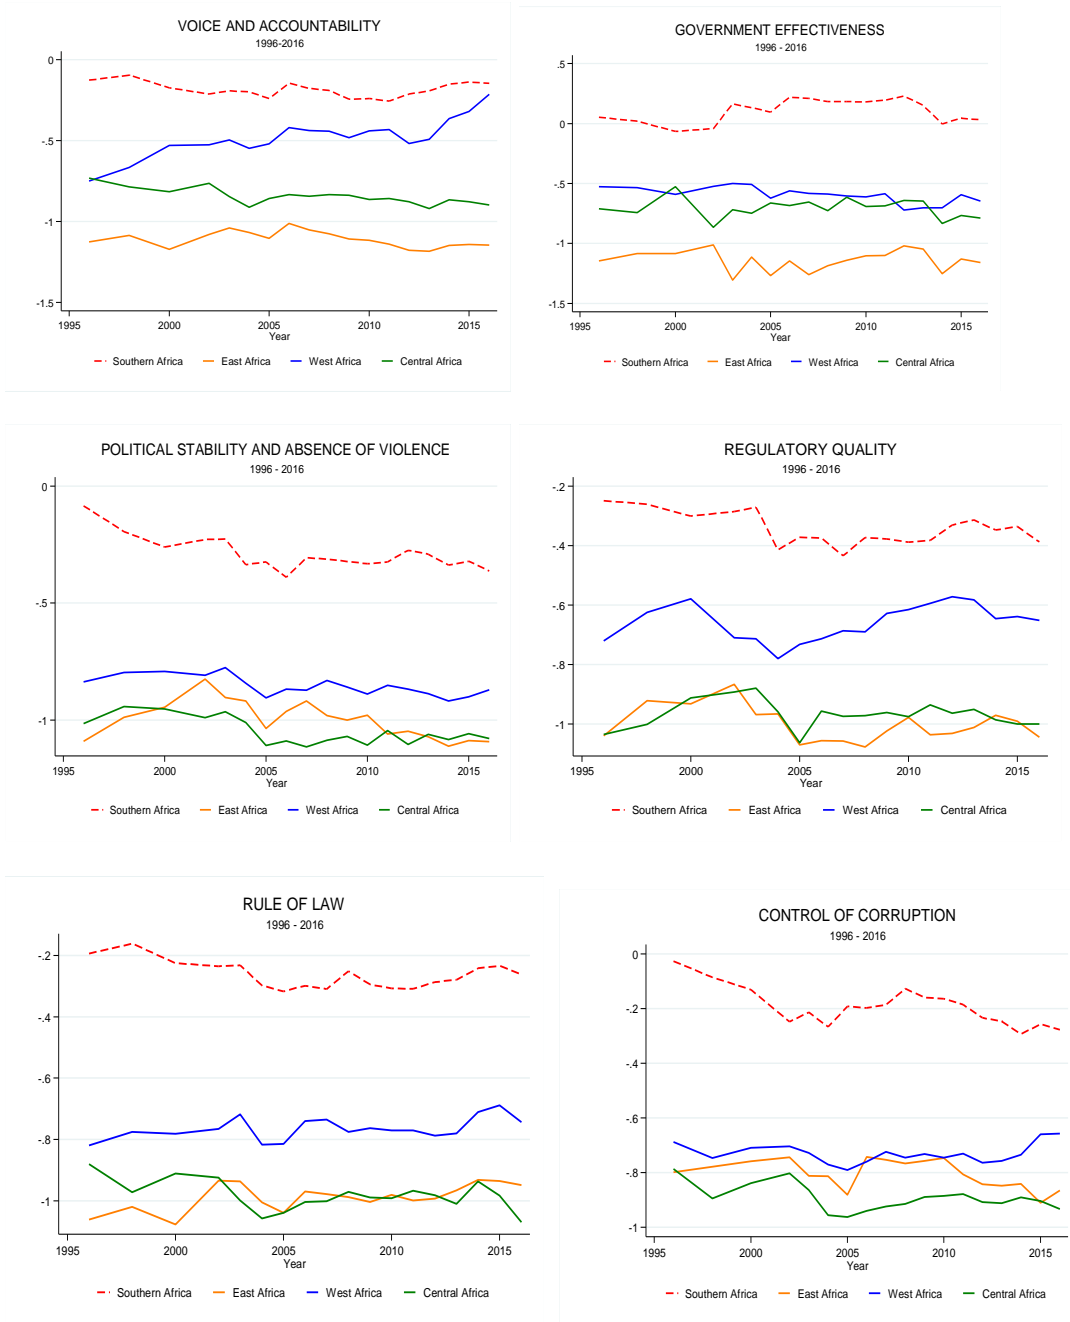 VOICE AND ACCOUNTABILITY
1996-2016
0
-.5
-1
-1.5
1995 2000 2005 2010 2015
Year
Southern Africa East Africa West Africa Central Africa
GOVERNMENT EFFECTIVENESS
1996 - 2016
.5
0
-.5
-1
-1.5
1995 2000 2005 2010 2015
Year
Southern Africa East Africa West Africa Central Africa
POLITICAL STABILITY AND ABSENCE OF VIOLENCE
1996 - 2016
0
-.5
-1
1995 2000 2005 2010 2015
Year
Southern Africa East Africa West Africa Central Africa
REGULATORY QUALITY
1996 - 2016
-.2
-.4
-.6
-.8
-1
1995 2000 2005 2010 2015
Year
Southern Africa East Africa West Africa Central Africa
RULE OF LAW
1996 - 2016
-.2
-.4
-.6
-.8
-1
1995 2000 2005 2010 2015
Year
Southern Africa East Africa West Africa Central Africa
CONTROL OF CORRUPTION
1996 - 2016
0
-.2
-.4
-.6
-.8
-1
1995 2000 2005 2010 2015
Year
Southern Africa East Africa West Africa Central Africa